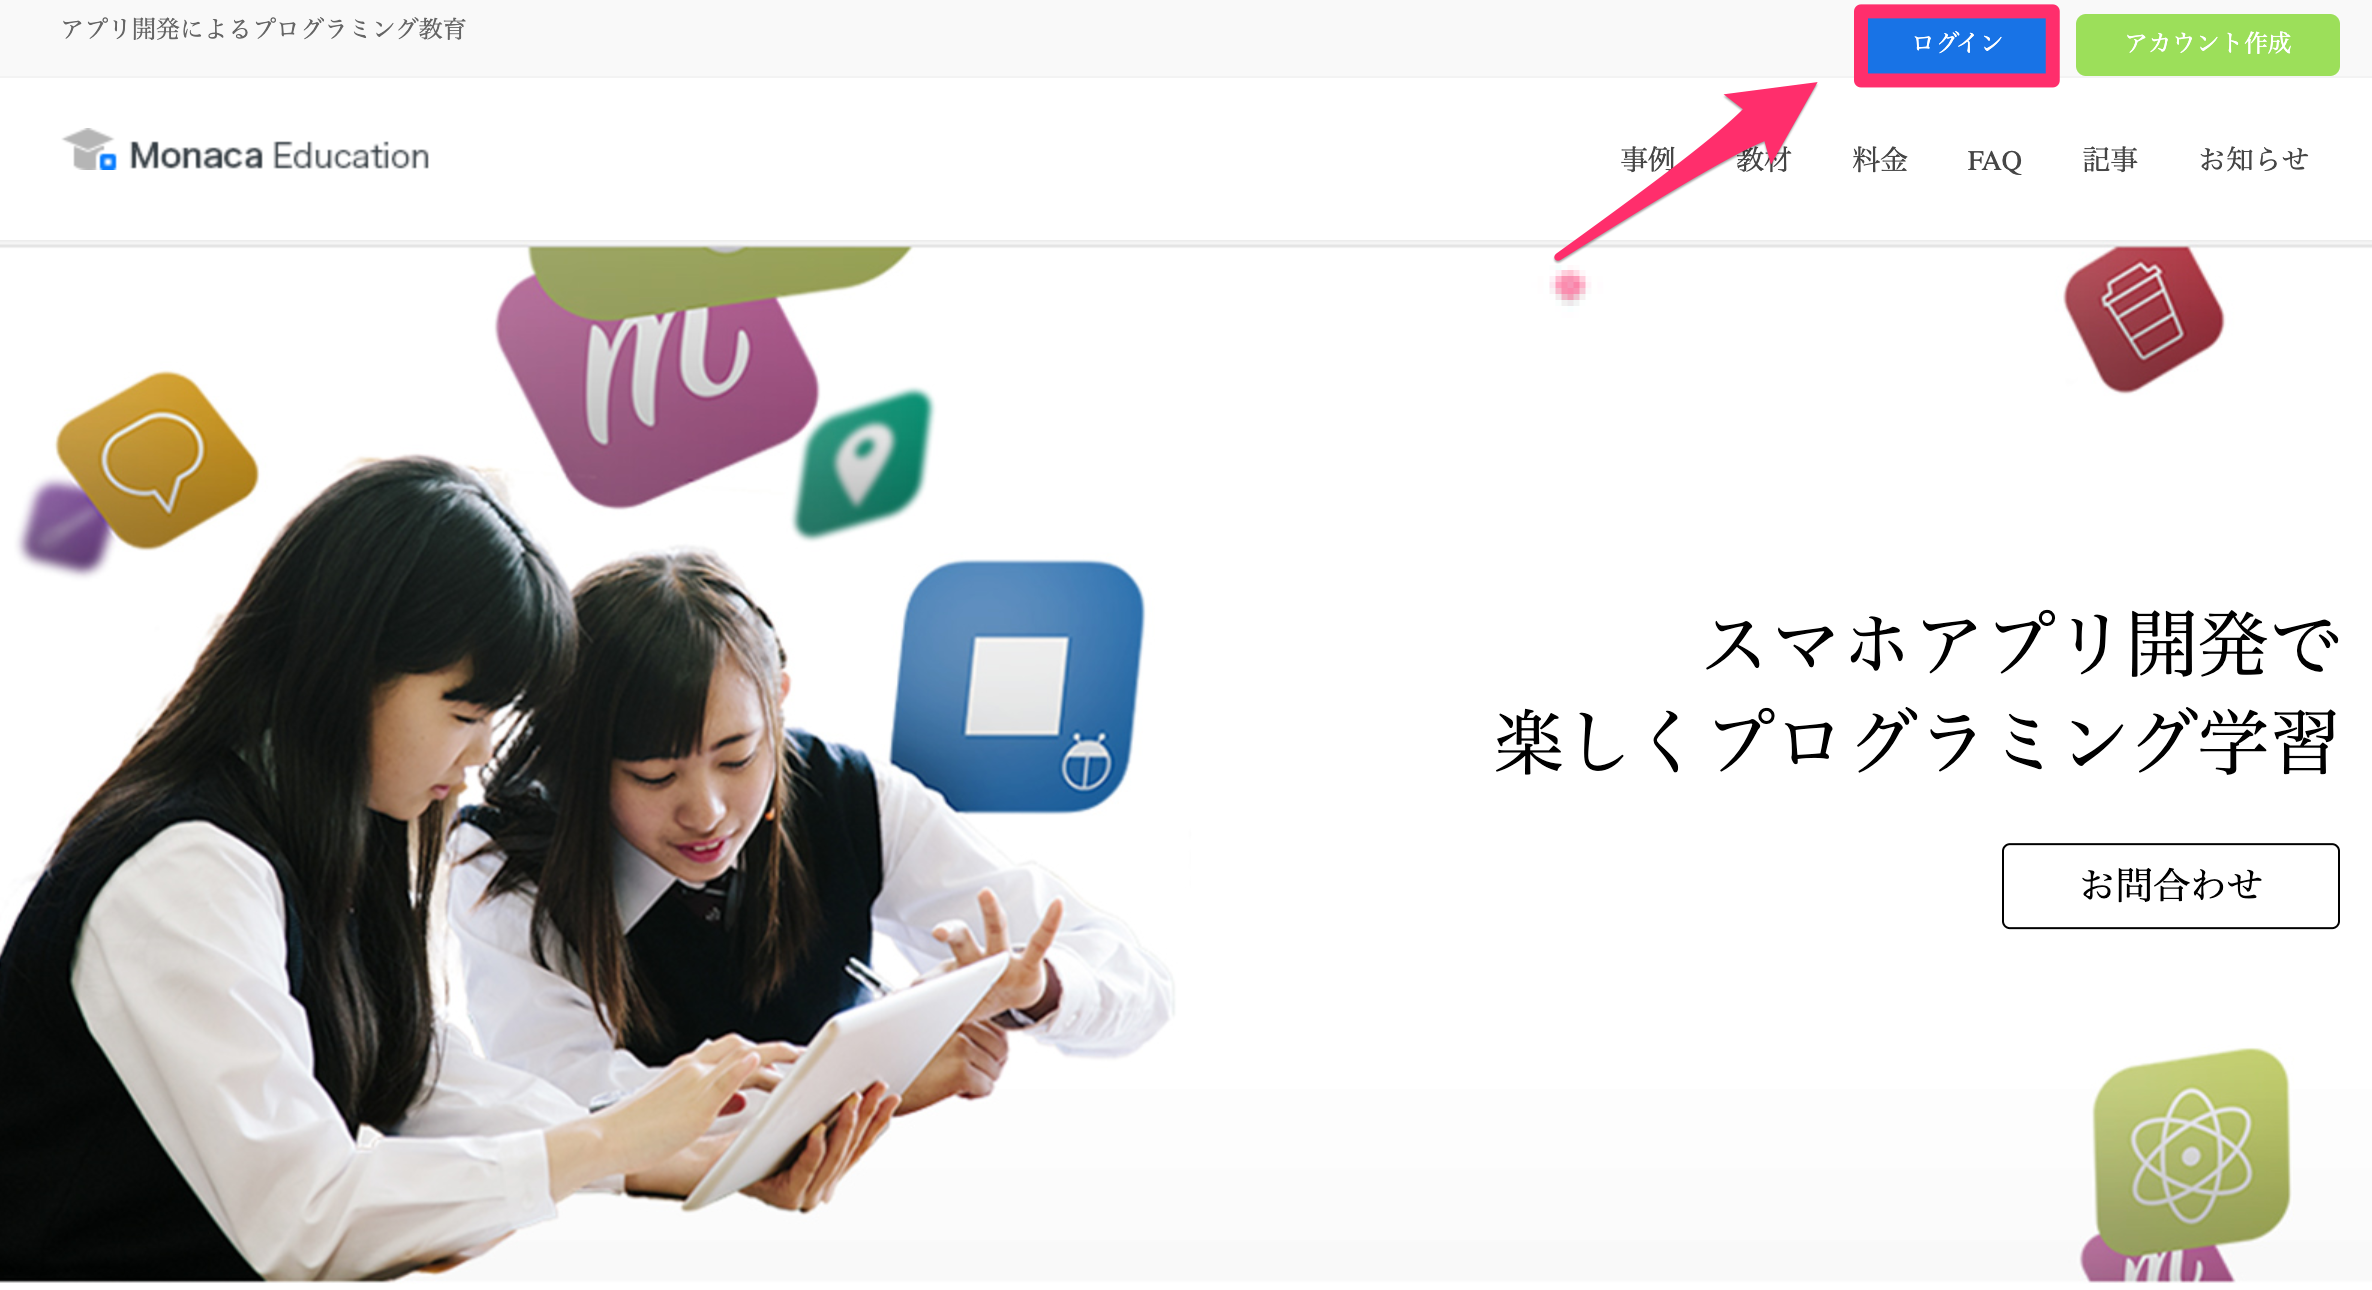 アプリ開発によるプログラミング教育
ログイン
アカウント作成
Monaca Education
事例
教材
料金
FAQ
記事
お知らせ
m
スマホアプリ開発で
楽しくプログラミング学習
お問合わせ
m